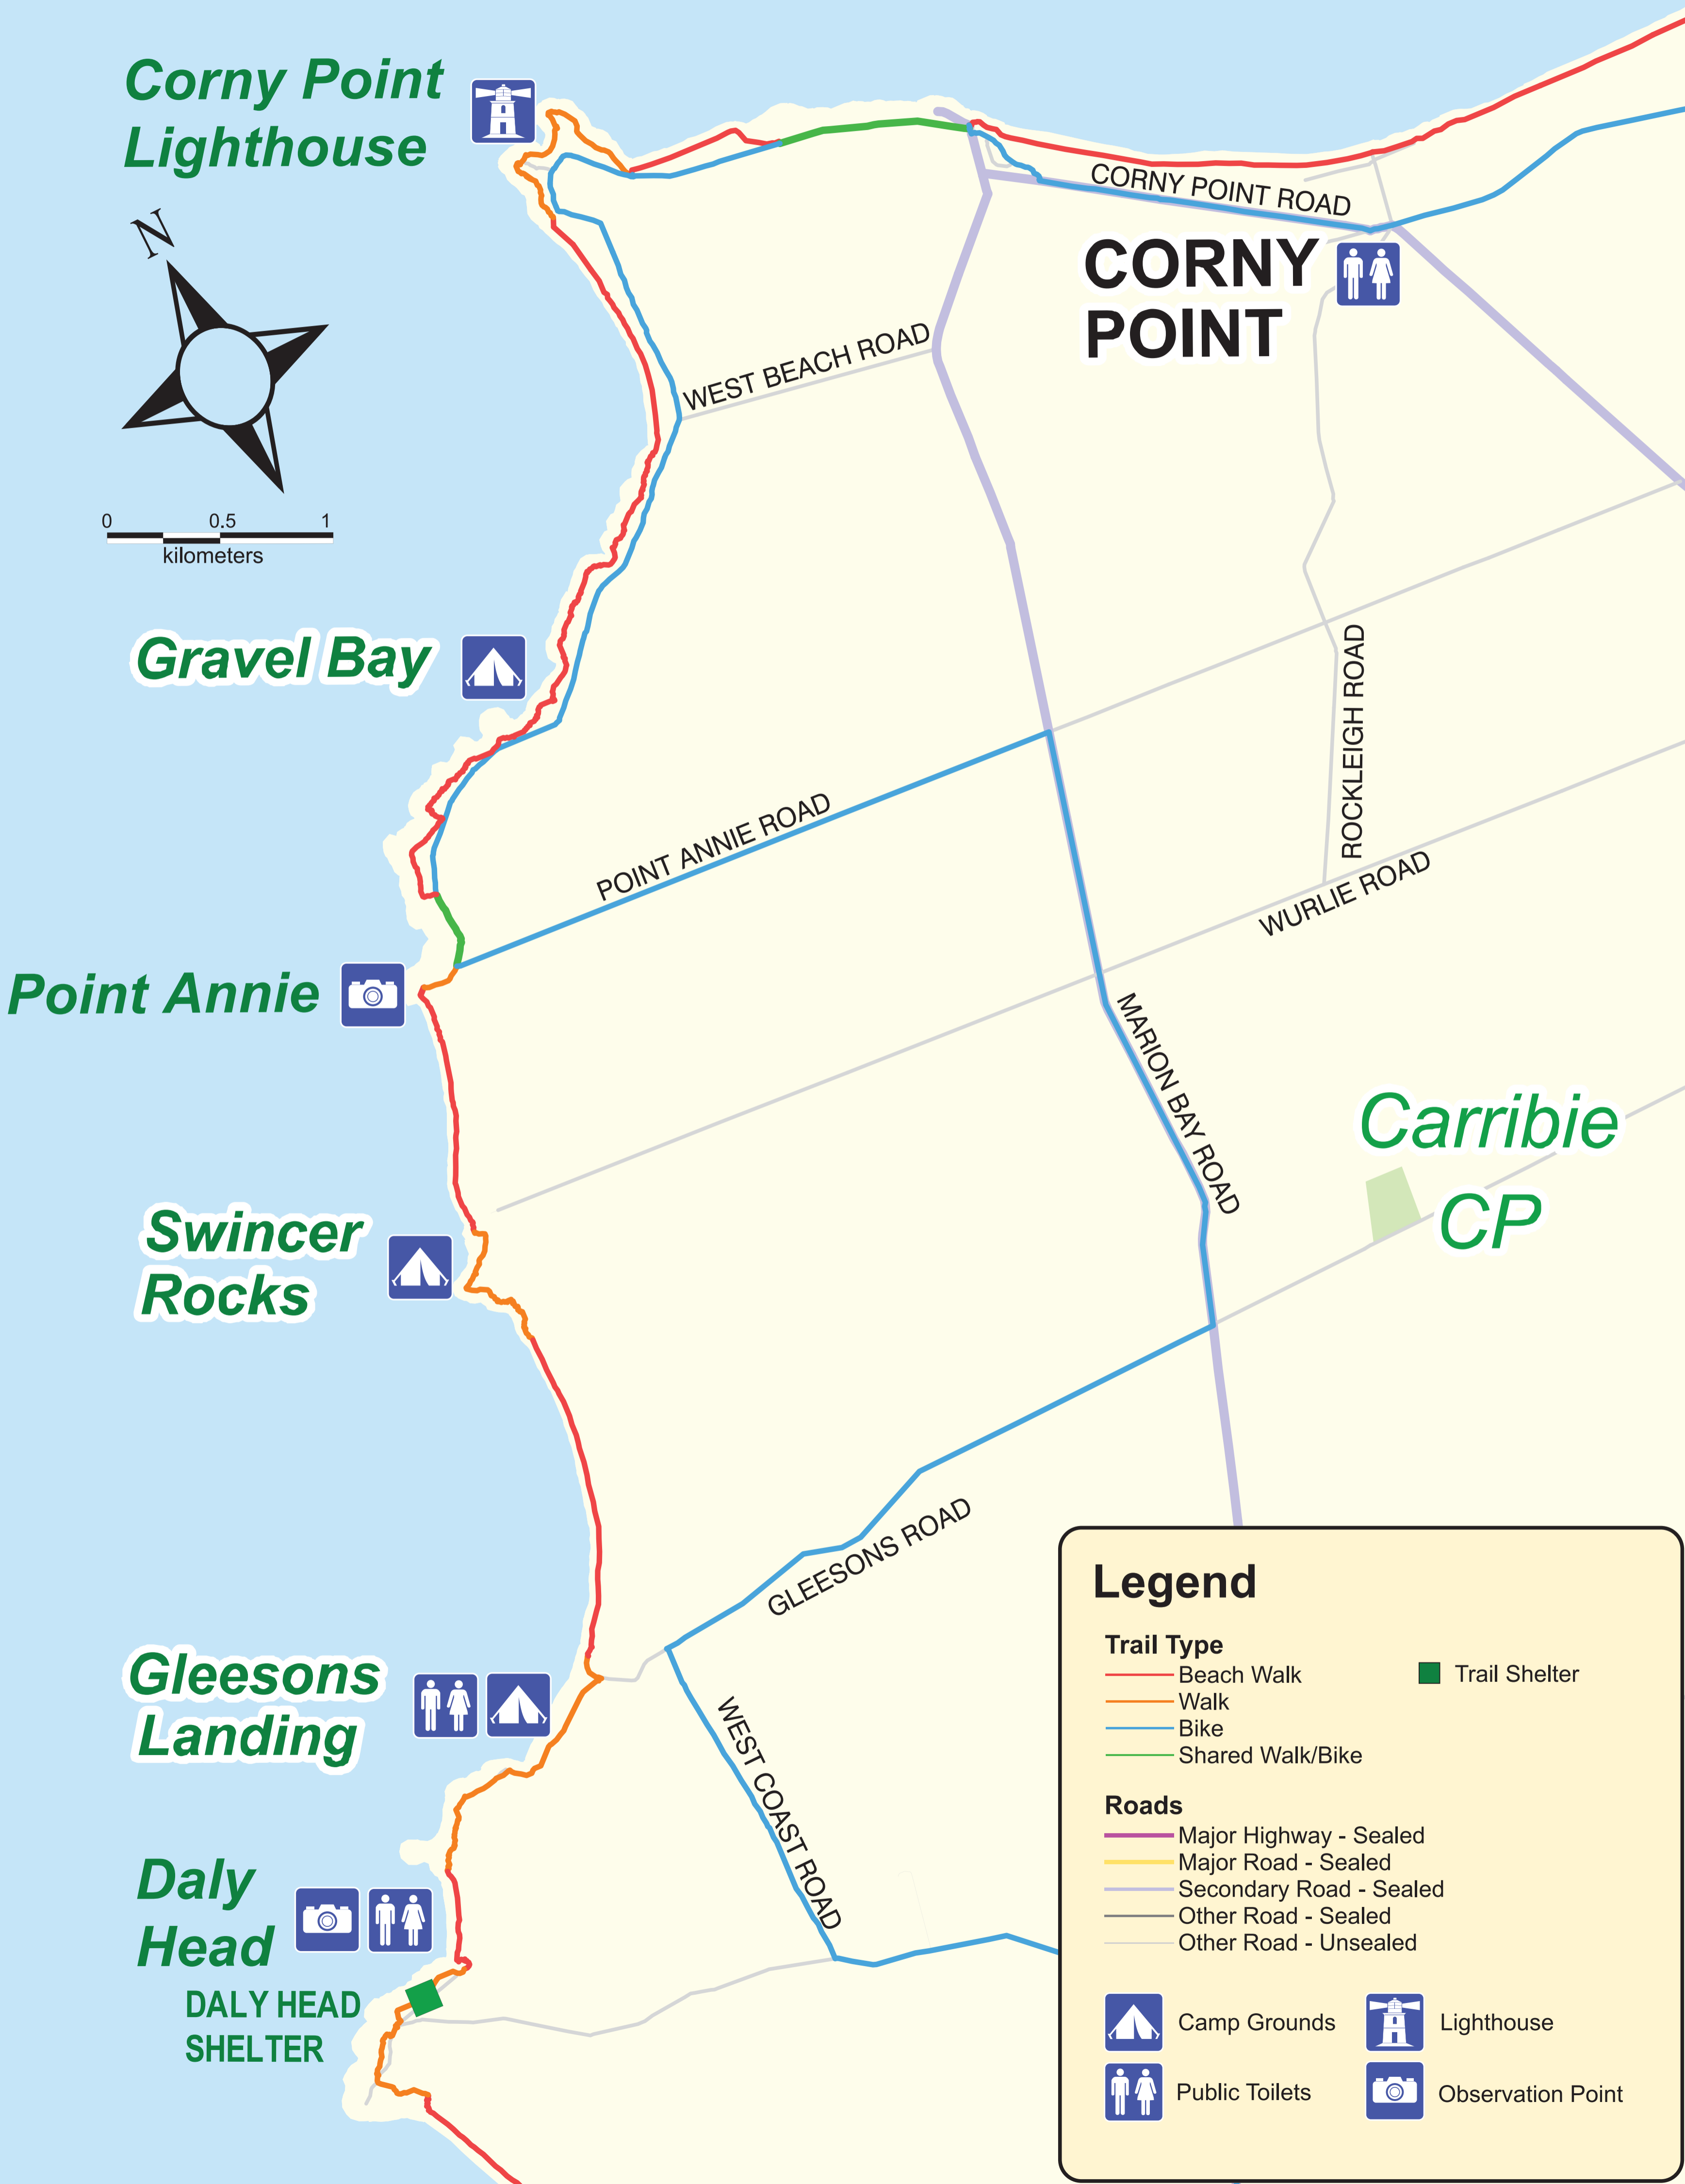 Corny Point
Lighthouse
N
CORNY POINT ROAD
CORNY
POINT
WEST BEACH ROAD
0 0.5 1
kilometers
Gravel Bay
ROCKLEIGH ROAD
POINT ANNIE ROAD
WURLIE ROAD
Point Annie
MARION BAY ROAD
Carribie
CP
Swincer
Rocks
GLEESONS ROAD
Gleesons
Landing
WEST COAST ROAD
Daly
Head
DALY HEAD
SHELTER
Legend
Trail Type
Beach Walk
Trail Shelter
Walk
Bike
Shared Walk/Bike
Roads
Major Highway - Sealed
Major Road - Sealed
Secondary Road - Sealed
Other Road - Sealed
Other Road - Unsealed
Camp Grounds
Lighthouse
Public Toilets
Observation Point